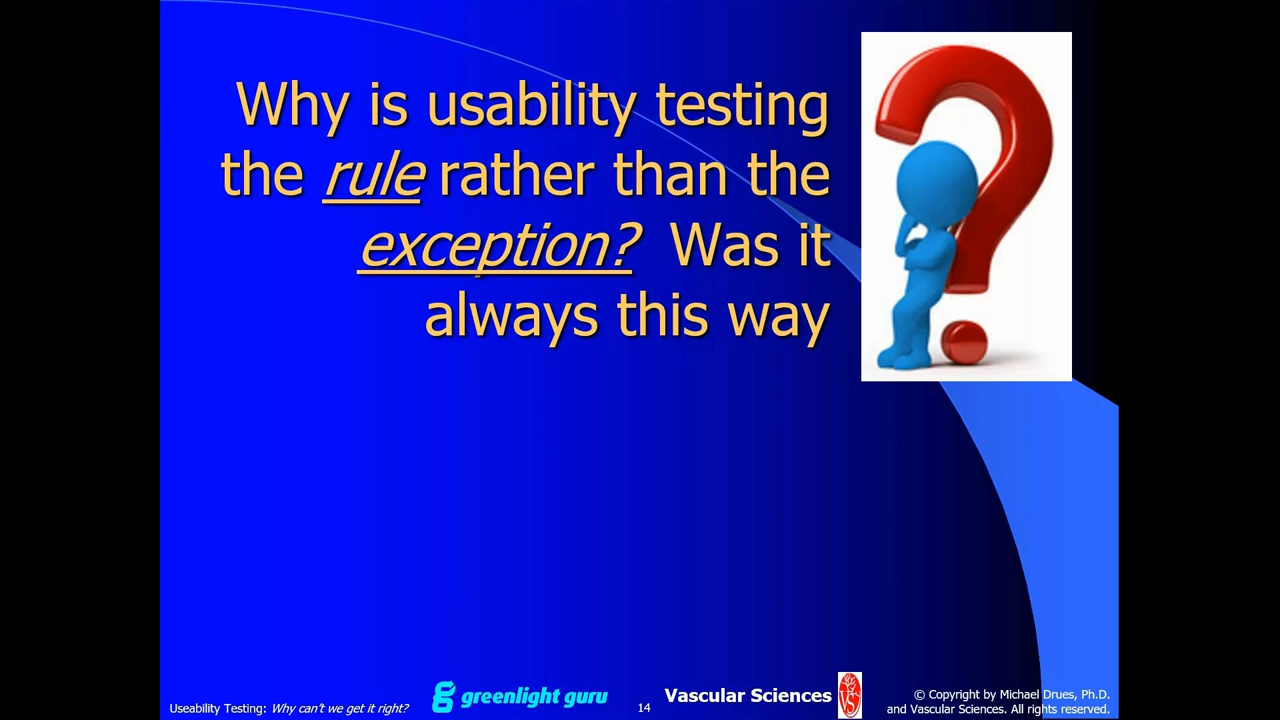 Why is usability testing
the rule rather than the
exception? Was it
always this way
Useability Testing: Why can't we get it right?
greenlight guru
14
Vascular Sciences
VS
© Copyright by Michael Drues, Ph.D.
and Vascular Sciences. All rights reserved.